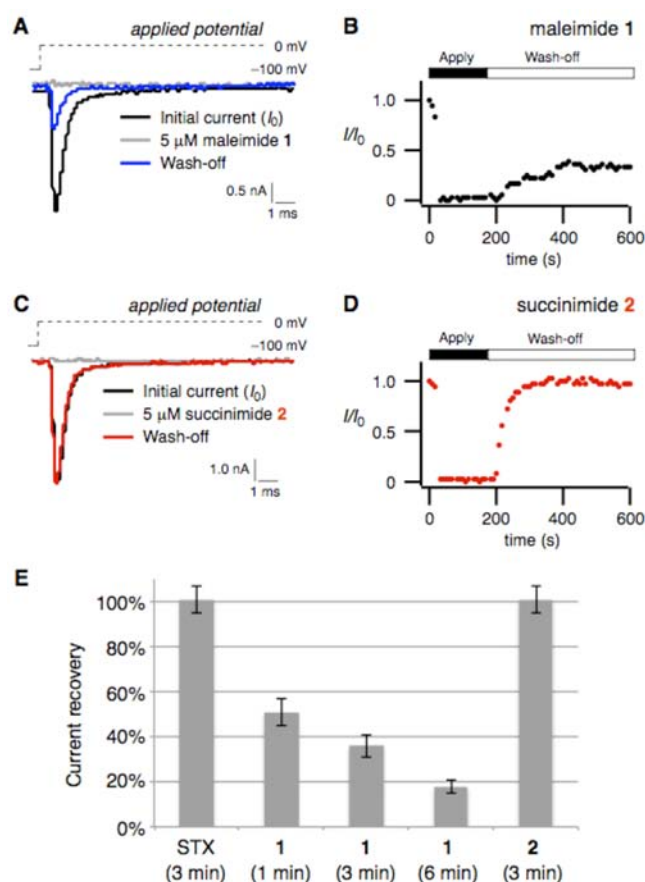 A
applied potential
0 mV
−100 mV
Initial current (I0)
5 μM maleimide 1
Wash-off
0.5 nA
1 ms
B
maleimide 1
Apply
Wash-off
1.0
I/I0
0.5
0
0
200
400
600
time (s)
C
applied potential
0 mV
−100 mV
Initial current (I0)
5 μM succinimide 2
Wash-off
1.0 nA
1 ms
D
succinimide 2
Apply
Wash-off
1.0
I/I0
0.5
0
0
200
400
600
time (s)
E
Current recovery
100%
80%
60%
40%
20%
0%
STX
(3 min)
1
(1 min)
1
(3 min)
1
(6 min)
2
(3 min)